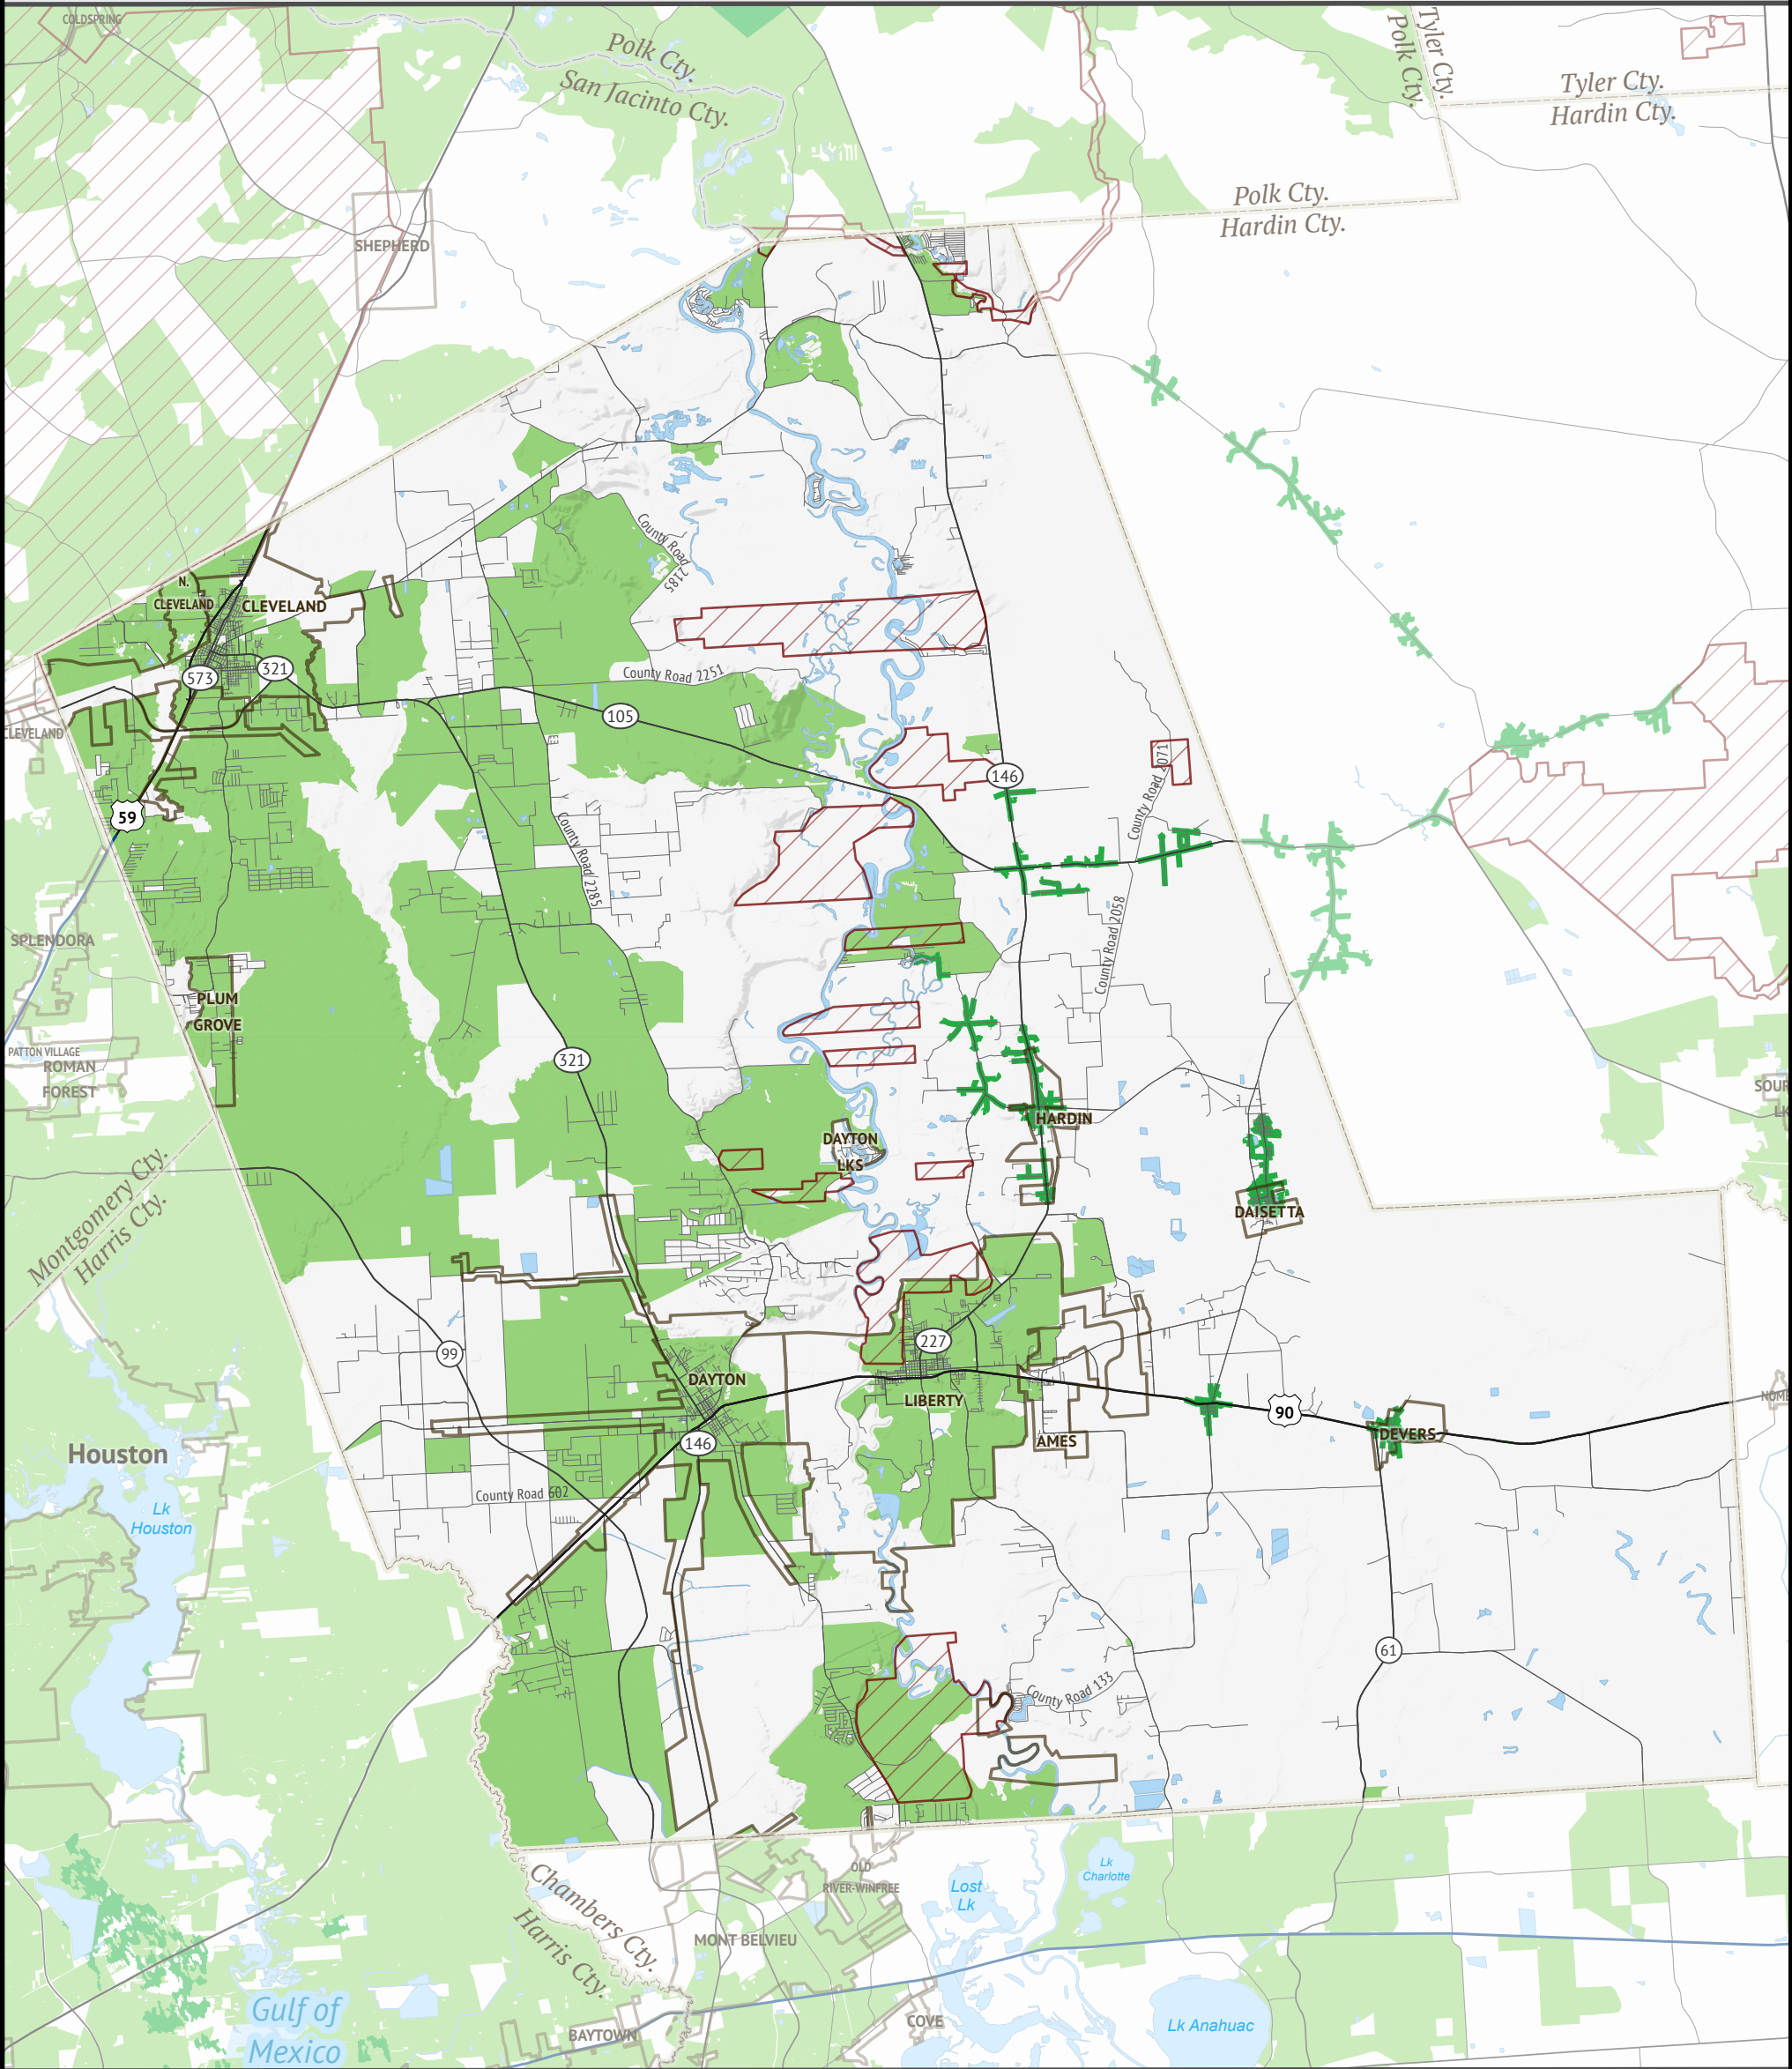 COLDSPRING
Polk Cty.
San Jacinto Cty.
Tyler Cty.
Polk Cty.
Tyler Cty.
Hardin Cty.
Polk Cty.
Hardin Cty.
SHEPHERD
County Road
2185
N.
CLEVELAND
CLEVELAND
573
321
County Road 2251
105
CLEVELAND
146
County Road 2071
59
County Road 2285
County Road 2058
SPLENDORA
PLUM
GROVE
PATTON VILLAGE
ROMAN
FOREST
321
SOUR
LK
HARDIN
DAYTON
LKS
Montgomery Cty.
Harris Cty.
DAISETTA
99
227
DAYTON
LIBERTY
NOME
90
AMES
DEVERS
146
Houston
County Road 602
Lk
Houston
61
County Road 133
Chambers Cty.
Harris Cty.
OLD
RIVER-WINFREE
Lost
Lk
Lk
Charlotte
MONT BELVIEU
Gulf of
Mexico
BAYTOWN
COVE
Lk Anahuac